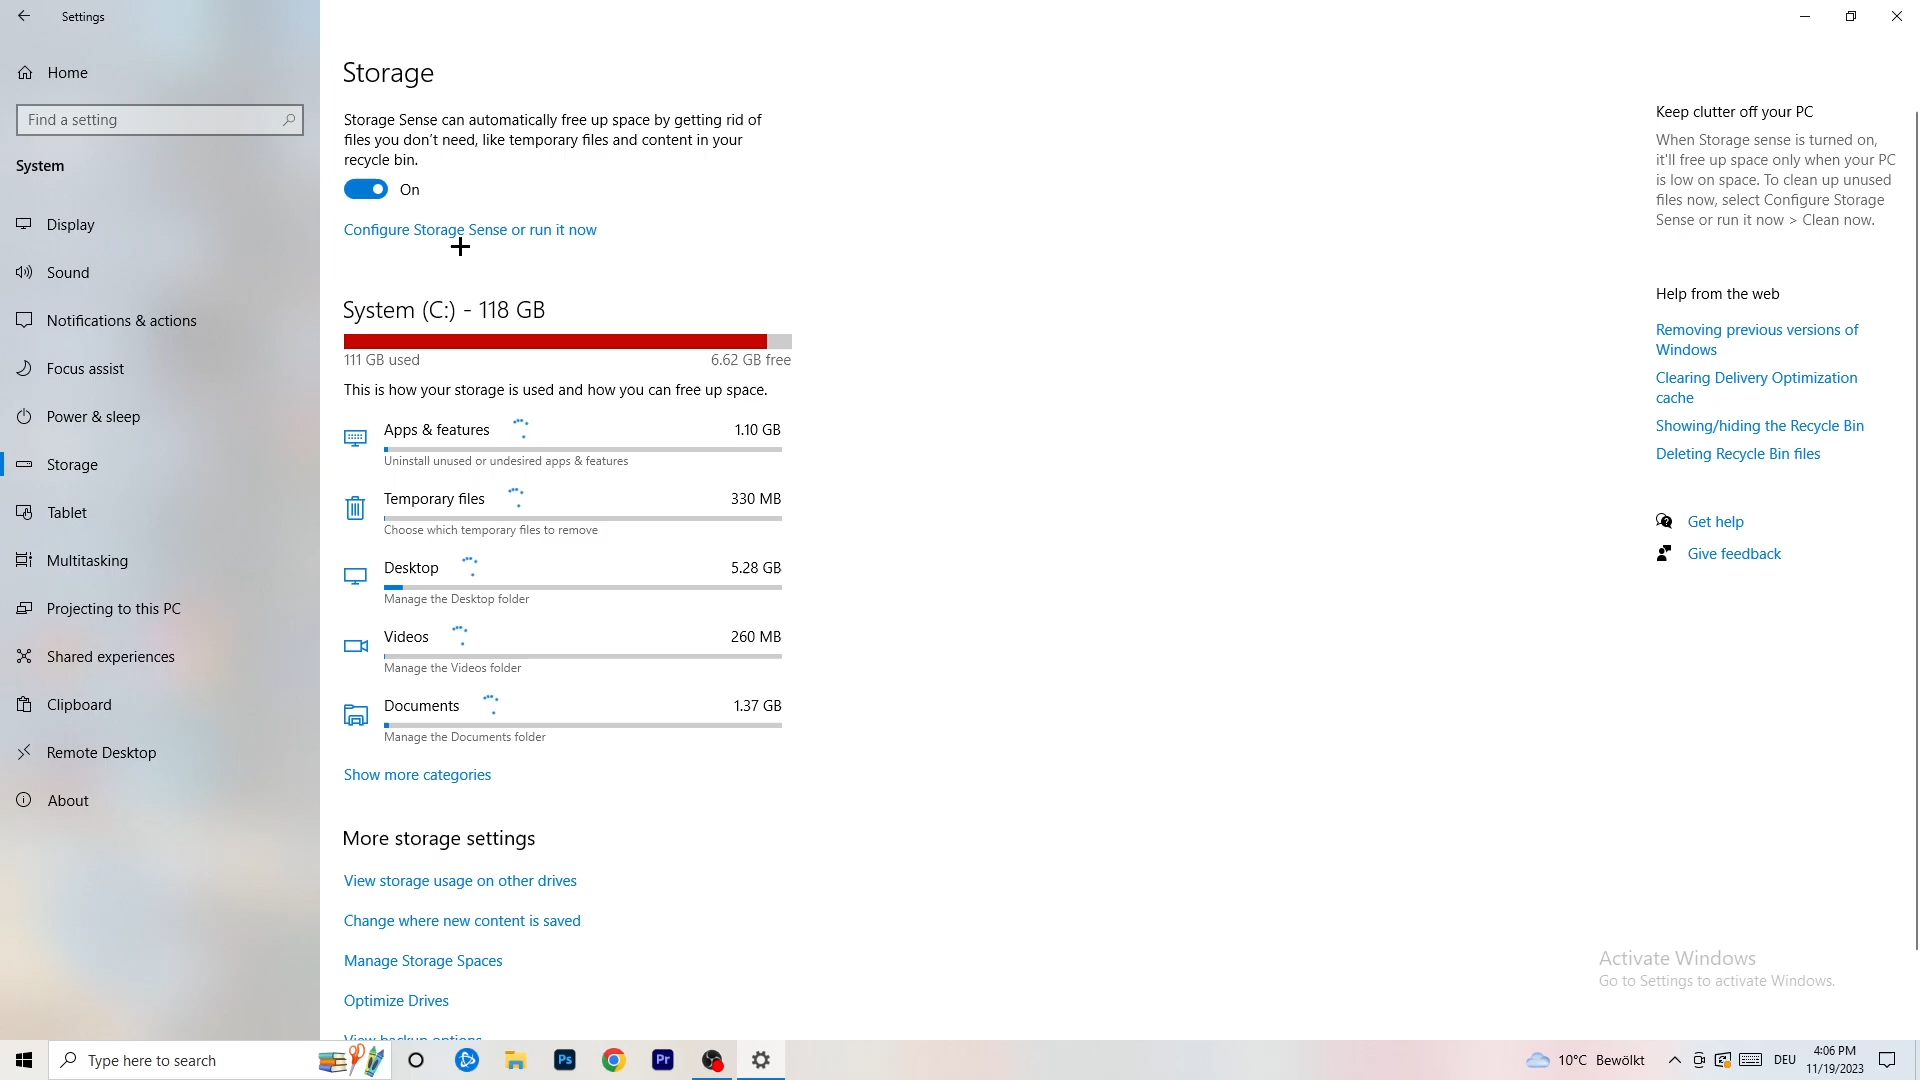 Settings
Home
Find a setting
System
Display
Sound
Notifications & actions
Focus assist
Power & sleep
Storage
Tablet
Multitasking
Projecting to this PC
Shared experiences
Clipboard
Remote Desktop
About
Storage
Storage Sense can automatically free up space by getting rid of
files you don't need, like temporary files and content in your
recycle bin.
On
Configure Storage Sense or run it now
System (C:) - 118 GB
111 GB used 6.62 GB free
This is how your storage is used and how you can free up space.
Apps & features 1.10 GB
Uninstall unused or undesired apps & features
Temporary files 330 MB
Choose which temporary files to remove
Desktop 5.28 GB
Manage the Desktop folder
Videos 260 MB
Manage the Videos folder
Documents 1.37 GB
Manage the Documents folder
Show more categories
More storage settings
View storage usage on other drives
Change where new content is saved
Manage Storage Spaces
Optimize Drives
View backup options
Keep clutter off your PC
When Storage sense is turned on,
it'll free up space only when your PC
is low on space. To clean up unused
files now, select Configure Storage
Sense or run it now > Clean now.
Help from the web
Removing previous versions of
Windows
Clearing Delivery Optimization
cache
Showing/hiding the Recycle Bin
Deleting Recycle Bin files
Get help
Give feedback
Activate Windows
Go to Settings to activate Windows.
Type here to search
Ps
Pr
10°C Bewölkt
DEU
4:06 PM
11/19/2023